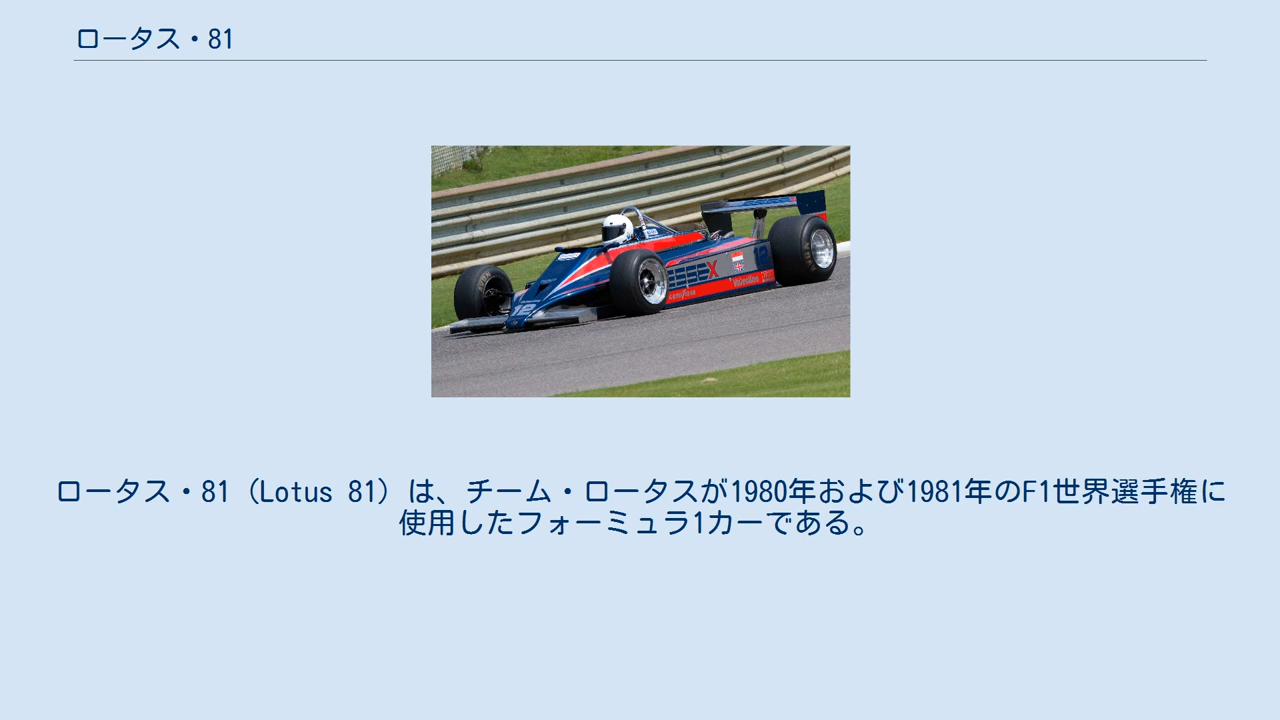 ロータス・81
ESSEX
Valentino
12
ロータス・81（Lotus 81）は、チーム・ロータスが1980年および1981年のF1世界選手権に
使用したフォーミュラ1カーである。